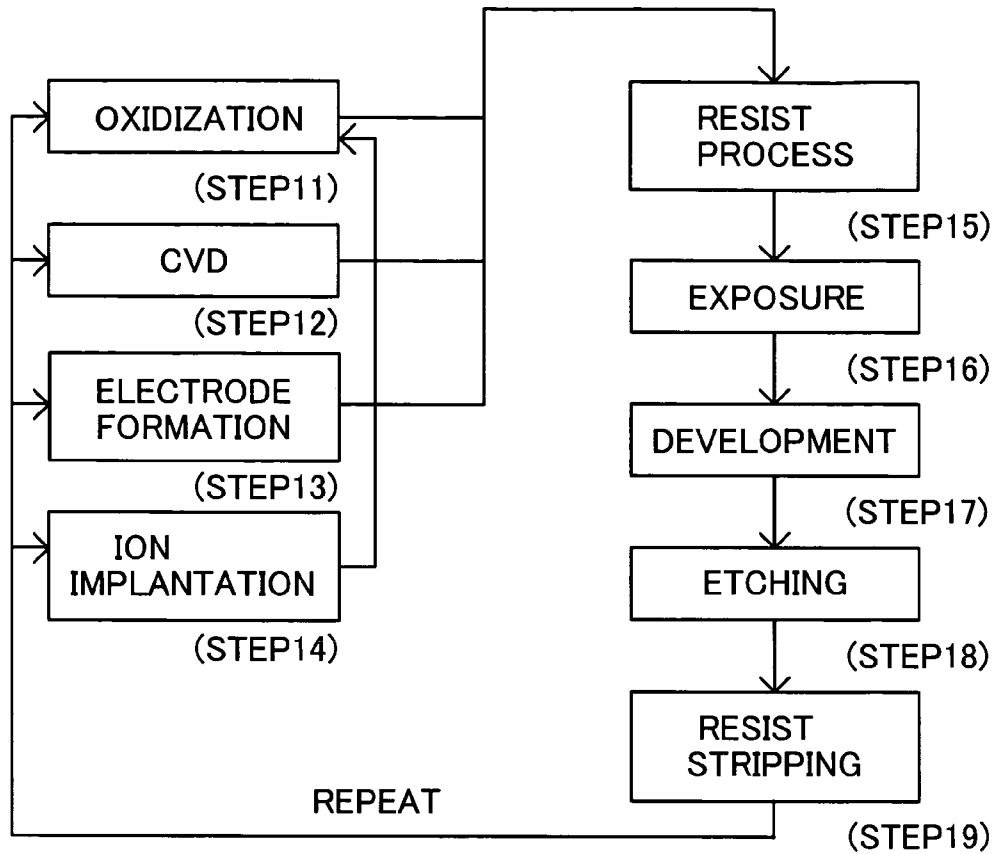 OXIDIZATION
(STEP11)
CVD
(STEP12)
ELECTRODE
FORMATION
(STEP13)
ION
IMPLANTATION
(STEP14)
RESIST
PROCESS
(STEP15)
EXPOSURE
(STEP16)
DEVELOPMENT
(STEP17)
ETCHING
(STEP18)
RESIST
STRIPPING
(STEP19)
REPEAT